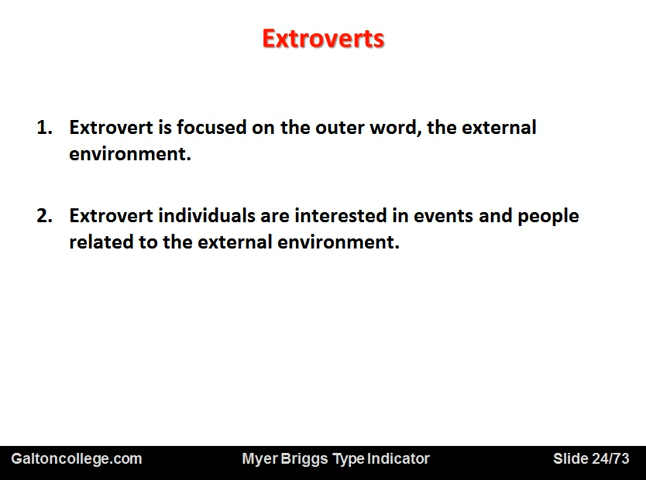 Extroverts
1. Extrovert is focused on the outer word, the external
environment.
2. Extrovert individuals are interested in events and people
related to the external environment.
Galtoncollege.com Myer Briggs Type Indicator Slide 24/73